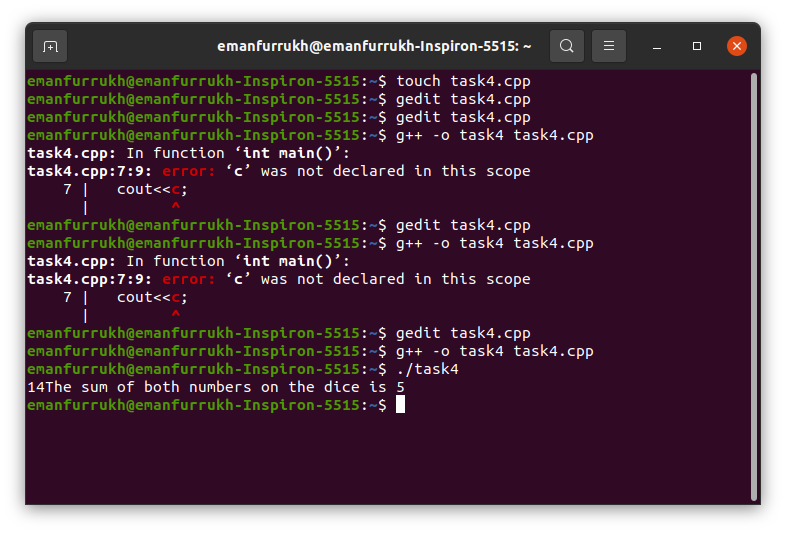 emanfurrukh@emanfurrukh-Inspiron-5515: ~
emanfurrukh@emanfurrukh-Inspiron-5515:~$ touch task4.cpp
emanfurrukh@emanfurrukh-Inspiron-5515:~$ gedit task4.cpp
emanfurrukh@emanfurrukh-Inspiron-5515:~$ gedit task4.cpp
emanfurrukh@emanfurrukh-Inspiron-5515:~$ g++ -o task4 task4.cpp
task4.cpp: In function ‘int main()’:
task4.cpp:7:9: error: ‘c’ was not declared in this scope
    7 |   cout<<c;
      |         ^
emanfurrukh@emanfurrukh-Inspiron-5515:~$ gedit task4.cpp
emanfurrukh@emanfurrukh-Inspiron-5515:~$ g++ -o task4 task4.cpp
task4.cpp: In function ‘int main()’:
task4.cpp:7:9: error: ‘c’ was not declared in this scope
    7 |   cout<<c;
      |         ^
emanfurrukh@emanfurrukh-Inspiron-5515:~$ gedit task4.cpp
emanfurrukh@emanfurrukh-Inspiron-5515:~$ g++ -o task4 task4.cpp
emanfurrukh@emanfurrukh-Inspiron-5515:~$ ./task4
14The sum of both numbers on the dice is 5
emanfurrukh@emanfurrukh-Inspiron-5515:~$